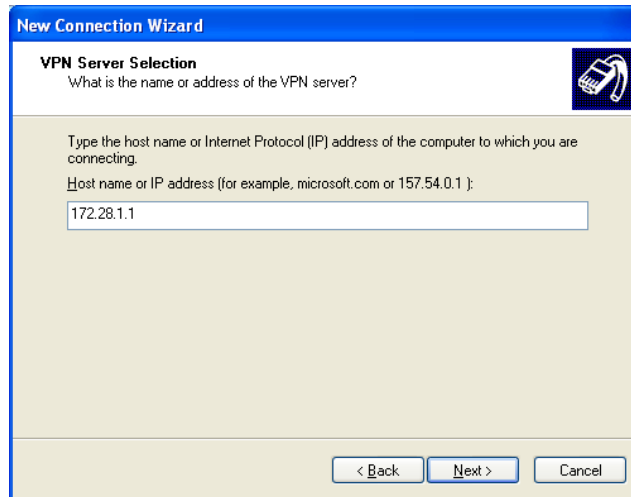 New Connection Wizard
VPN Server Selection
What is the name or address of the VPN server?
Type the host name or Internet Protocol (IP) address of the computer to which you are
connecting.
Host name or IP address (for example, microsoft.com or 157.54.0.1 ):
172.28.1.1
< Back Next > Cancel